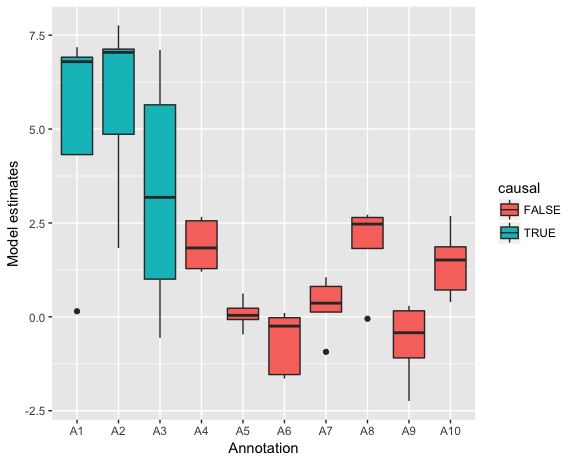 7.5
5.0
2.5
0.0
-2.5
Model estimates
A1 A2 A3 A4 A5 A6 A7 A8 A9 A10
Annotation
causal
FALSE
TRUE